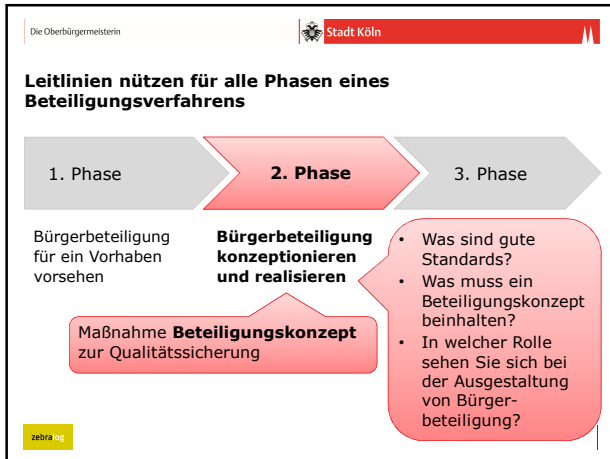 Die Oberbürgermeisterin
Stadt Köln
Leitlinien nützen für alle Phasen eines
Beteiligungsverfahrens
1. Phase
2. Phase
3. Phase
Bürgerbeteiligung
für ein Vorhaben
vorsehen
Bürgerbeteiligung
konzeptionieren
und realisieren
• Was sind gute
Standards?
• Was muss ein
Beteiligungskonzept
beinhalten?
• In welcher Rolle
sehen Sie sich bei
der Ausgestaltung
von Bürger-
beteiligung?
Maßnahme Beteiligungskonzept
zur Qualitätssicherung
zebralog